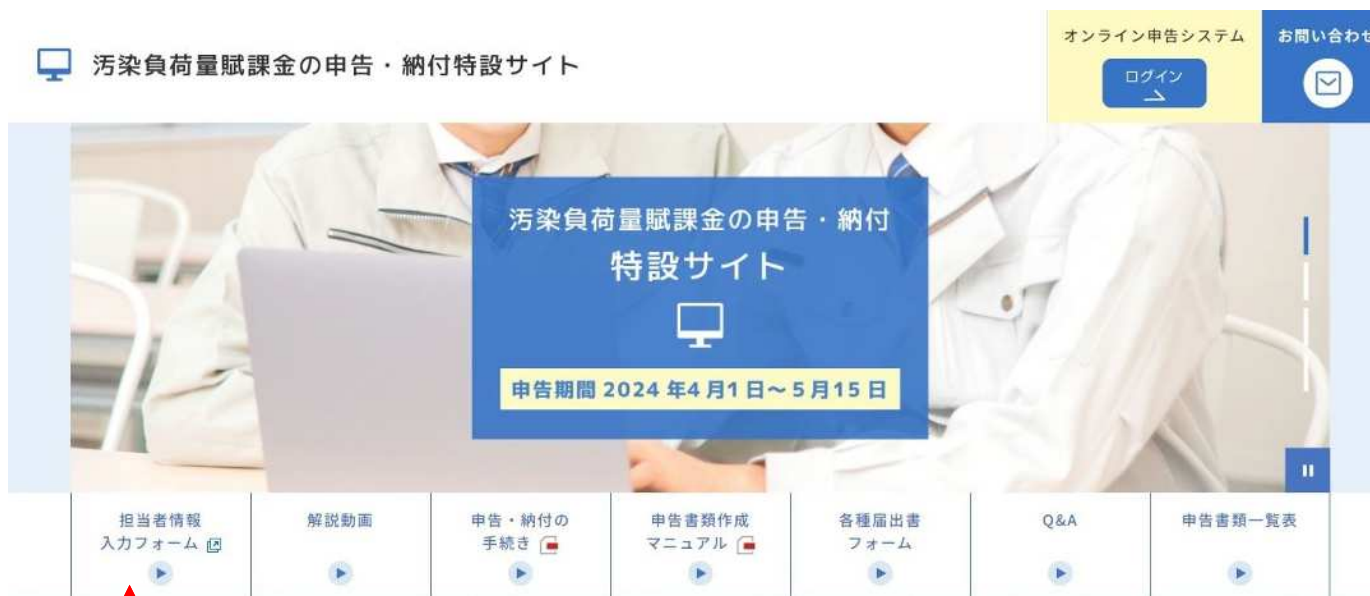 汚染負荷量賦課金の申告・納付特設サイト
オンライン申告システム
ログイン
お問い合わせ
汚染負荷量賦課金の申告・納付
特設サイト
申告期間 2024 年4 月1 日～5 月15 日
担当者情報
入力フォーム
解説動画
申告・納付の
手続き
申告書類作成
マニュアル
各種届出書
フォーム
Q&A
申告書類一覧表